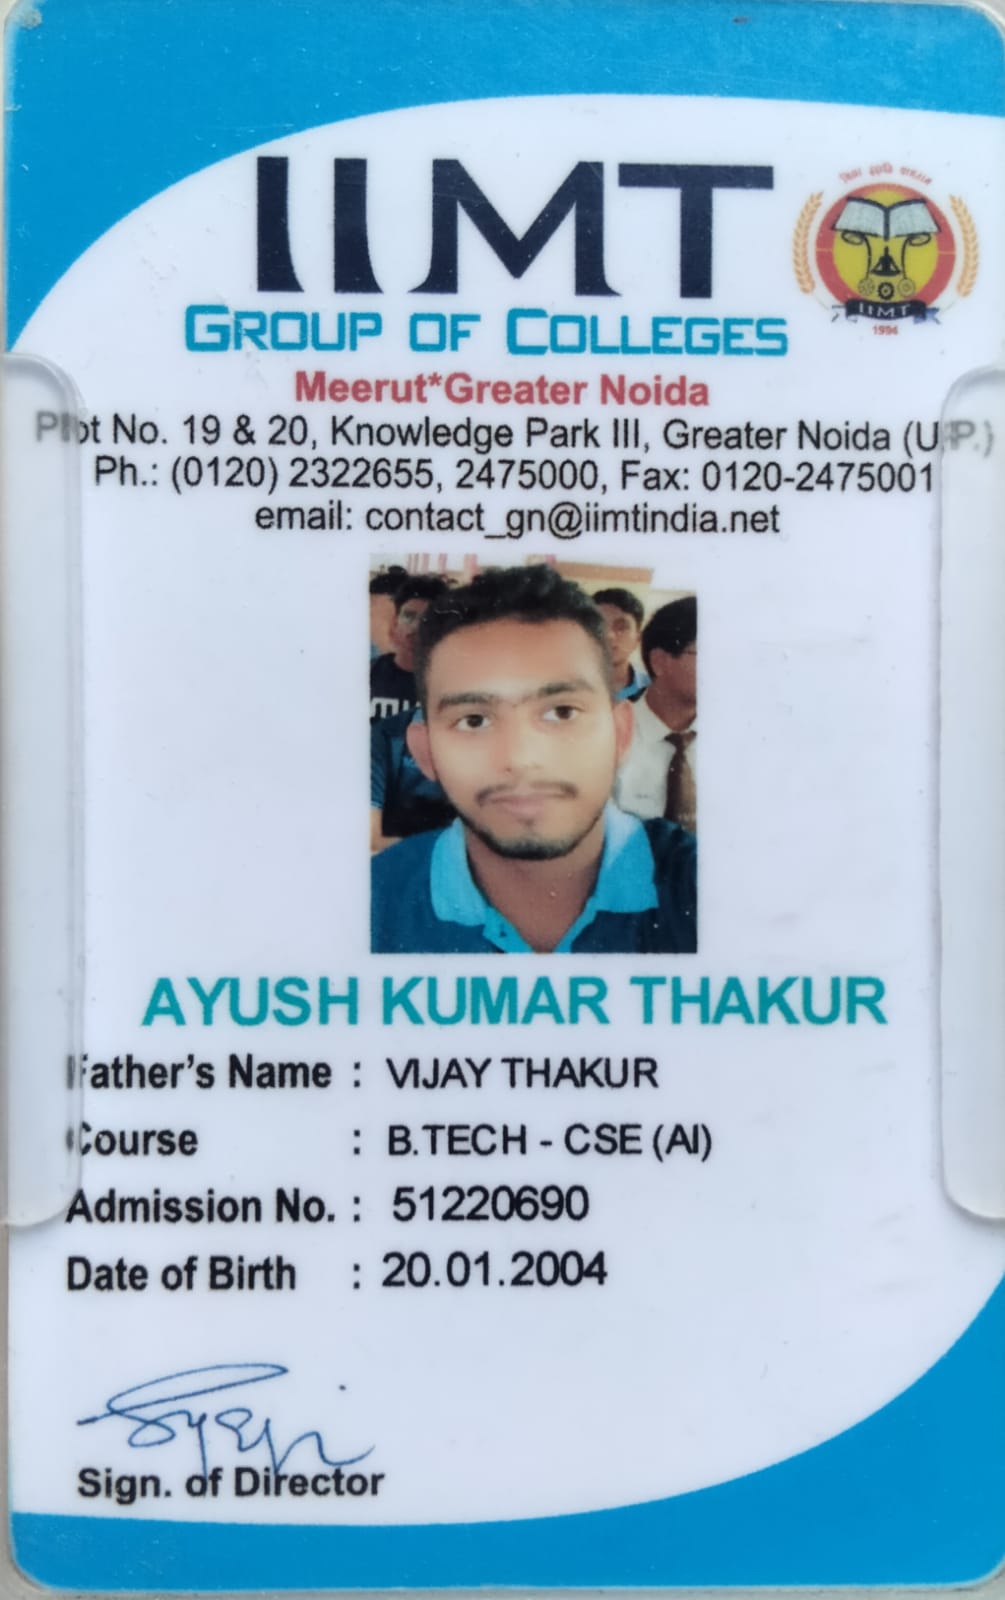 IIMT
GROUP OF COLLEGES
IIMT
1994
Meerut*Greater Noida
Plot No. 19 & 20, Knowledge Park III, Greater Noida (U.P.)
Ph.: (0120) 2322655, 2475000, Fax: 0120-2475001
email: contact_gn@iimtindia.net
AYUSH KUMAR THAKUR
Father's Name : VIJAY THAKUR
Course : B.TECH - CSE (AI)
Admission No. : 51220690
Date of Birth : 20.01.2004
Sign. of Director